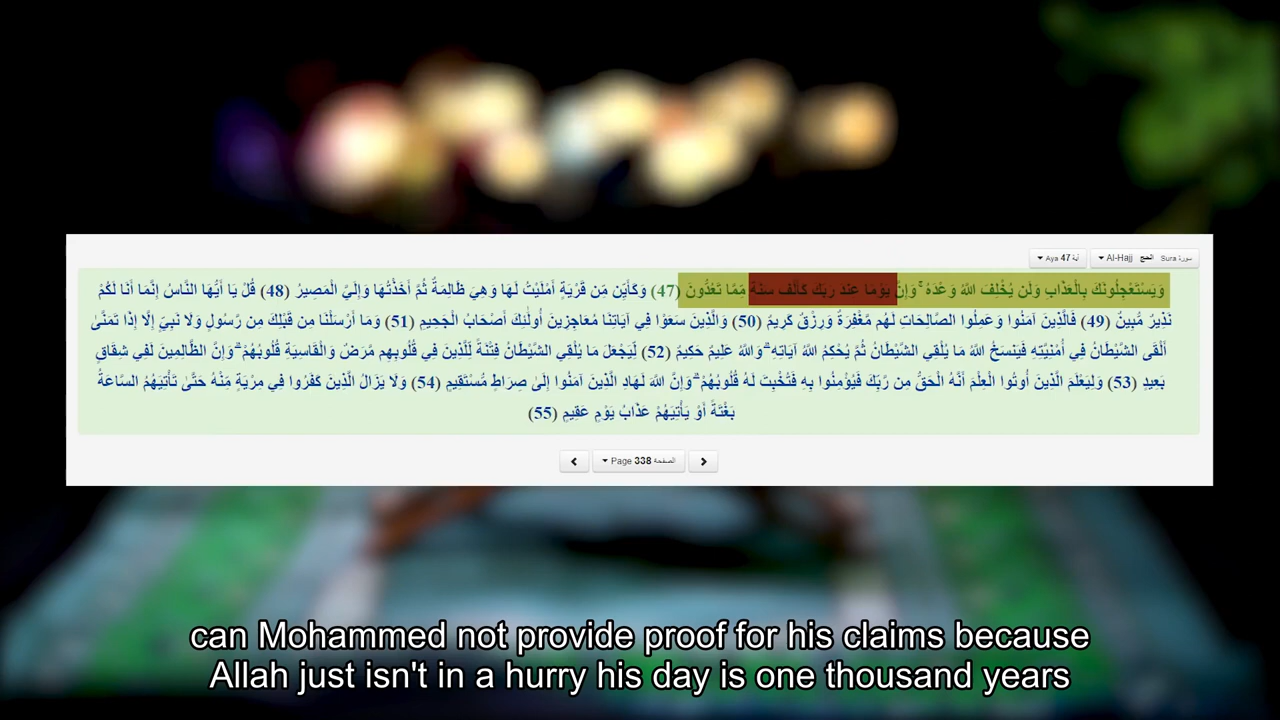 سورة Sura الحج Al-Hajj آية Aya 47
وَيَسْتَعْجِلُونَكَ بِالْعَذَابِ وَلَن يُخْلِفَ اللَّهُ وَعْدَهُ ۚ وَإِنَّ يَوْمًا عِندَ رَبِّكَ كَأَلْفِ سَنَةٍ مِّمَّا تَعُدُّونَ (47) وَكَأَيِّن مِّن قَرْيَةٍ أَمْلَيْتُ لَهَا وَهِيَ ظَالِمَةٌ ثُمَّ أَخَذْتُهَا وَإِلَيَّ الْمَصِيرُ (48) قُلْ يَا أَيُّهَا النَّاسُ إِنَّمَا أَنَا لَكُمْ
نَذِيرٌ مُّبِينٌ (49) فَالَّذِينَ آمَنُوا وَعَمِلُوا الصَّالِحَاتِ لَهُم مَّغْفِرَةٌ وَرِزْقٌ كَرِيمٌ (50) وَالَّذِينَ سَعَوْا فِي آيَاتِنَا مُعَاجِزِينَ أُولَٰئِكَ أَصْحَابُ الْجَحِيمِ (51) وَمَا أَرْسَلْنَا مِن قَبْلِكَ مِن رَّسُولٍ وَلَا نَبِيٍّ إِلَّا إِذَا تَمَنَّىٰ
أَلْقَى الشَّيْطَانُ فِي أُمْنِيَّتِهِ فَيَنسَخُ اللَّهُ مَا يُلْقِي الشَّيْطَانُ ثُمَّ يُحْكِمُ اللَّهُ آيَاتِهِ ۗ وَاللَّهُ عَلِيمٌ حَكِيمٌ (52) لِّيَجْعَلَ مَا يُلْقِي الشَّيْطَانُ فِتْنَةً لِّلَّذِينَ فِي قُلُوبِهِم مَّرَضٌ وَالْقَاسِيَةِ قُلُوبُهُمْ ۗ وَإِنَّ الظَّالِمِينَ لَفِي شِقَاقٍ
بَعِيدٍ (53) وَلِيَعْلَمَ الَّذِينَ أُوتُوا الْعِلْمَ أَنَّهُ الْحَقُّ مِن رَّبِّكَ فَيُؤْمِنُوا بِهِ فَتُخْبِتَ لَهُ قُلُوبُهُمْ ۗ وَإِنَّ اللَّهَ لَهَادِ الَّذِينَ آمَنُوا إِلَىٰ صِرَاطٍ مُّسْتَقِيمٍ (54) وَلَا يَزَالُ الَّذِينَ كَفَرُوا فِي مِرْيَةٍ مِّنْهُ حَتَّىٰ تَأْتِيَهُمُ السَّاعَةُ
بَغْتَةً أَوْ يَأْتِيَهُمْ عَذَابُ يَوْمٍ عَقِيمٍ (55)
الصفحة Page 338
can Mohammed not provide proof for his claims because
Allah just isn't in a hurry his day is one thousand years